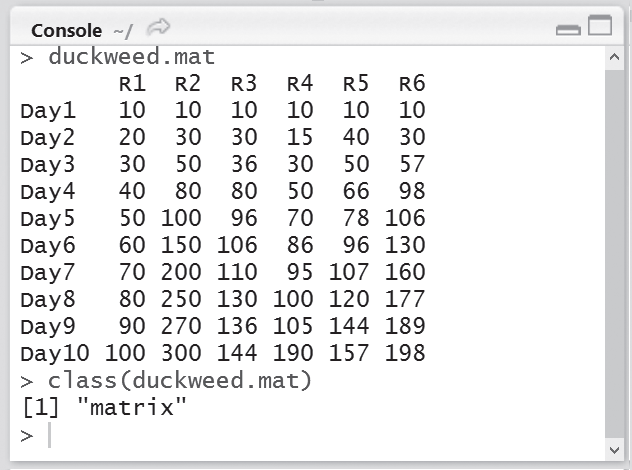 Console ~/
> duckweed.mat
R1 R2 R3 R4 R5 R6
Day1 10 10 10 10 10 10
Day2 20 30 30 15 40 30
Day3 30 50 36 30 50 57
Day4 40 80 80 50 66 98
Day5 50 100 96 70 78 106
Day6 60 150 106 86 96 130
Day7 70 200 110 95 107 160
Day8 80 250 130 100 120 177
Day9 90 270 136 105 144 189
Day10 100 300 144 190 157 198
> class(duckweed.mat)
[1] "matrix"
>